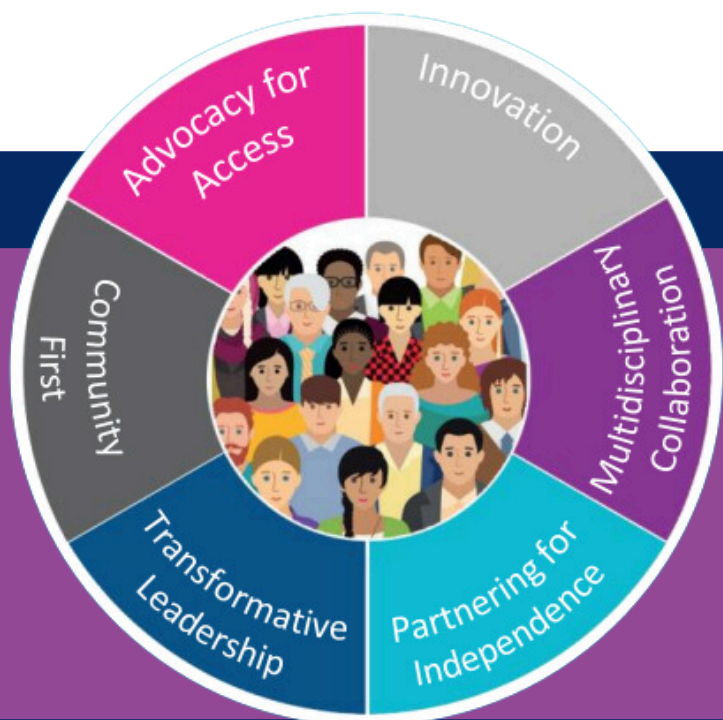 Advocacy for
Access
Innovation
Multidisciplinary
Collaboration
Partnering for
Independence
Transformative
Leadership
Community
First